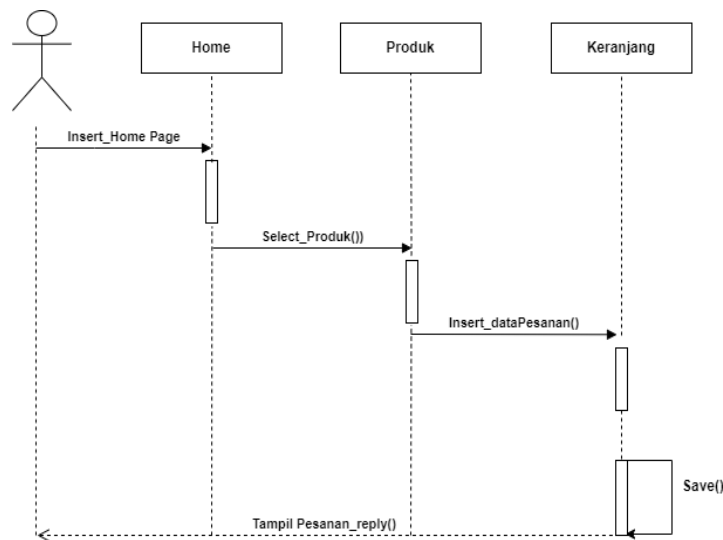 Home
Produk
Keranjang
Insert_Home Page
Select_Produk())
Insert_dataPesanan()
Save()
Tampil Pesanan_reply()